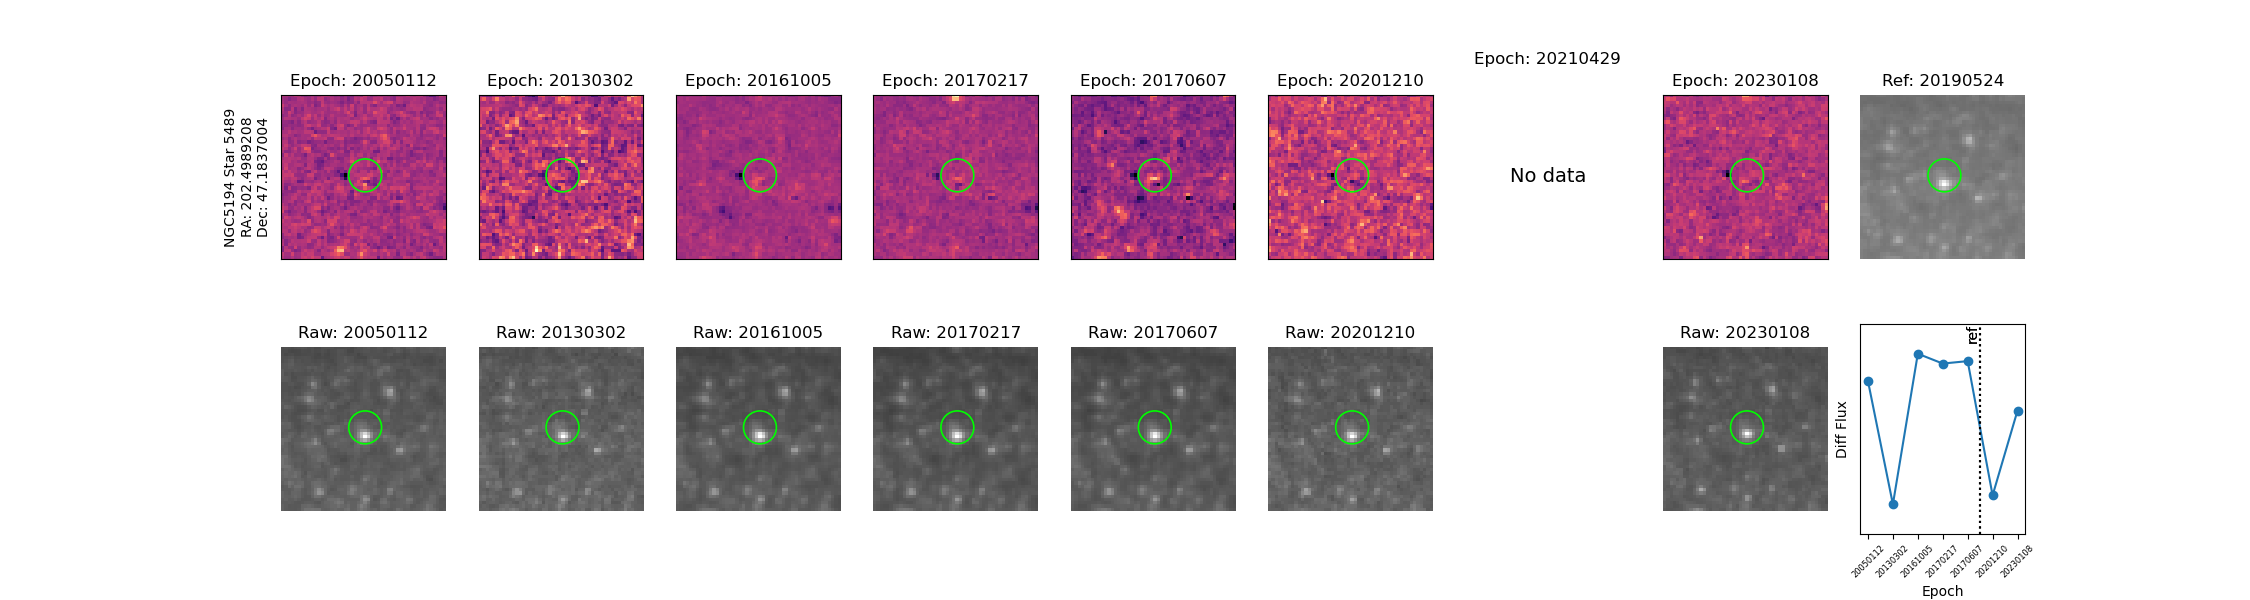 Epoch: 20210429
Epoch: 20050112
Epoch: 20130302
Epoch: 20161005
Epoch: 20170217
Epoch: 20170607
Epoch: 20201210
Epoch: 20230108
Ref: 20190524
NGC5194 Star 5489
RA: 202.4989208
Dec: 47.1837004
No data
Raw: 20050112
Raw: 20130302
Raw: 20161005
Raw: 20170217
Raw: 20170607
Raw: 20201210
Raw: 20230108
ref
Diff Flux
20050112
20130302
20161005
20170217
20170607
20201210
20230108
Epoch